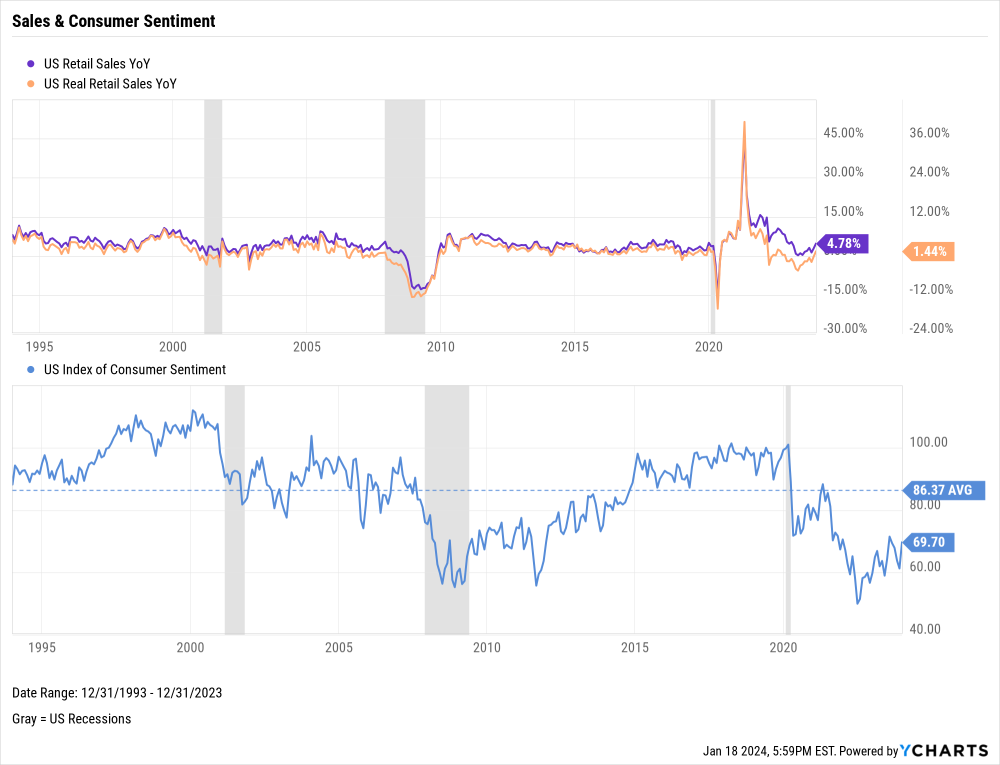 Sales & Consumer Sentiment
US Retail Sales YoY
US Real Retail Sales YoY
45.00% 36.00%
30.00% 24.00%
15.00% 12.00%
4.78%
1.44%
-15.00% -12.00%
-30.00% -24.00%
1995 2000 2005 2010 2015 2020
US Index of Consumer Sentiment
100.00
86.37 AVG
80.00
69.70
60.00
40.00
1995 2000 2005 2010 2015 2020
Date Range: 12/31/1993 - 12/31/2023
Gray = US Recessions
Jan 18 2024, 5:59PM EST. Powered by YCHARTS